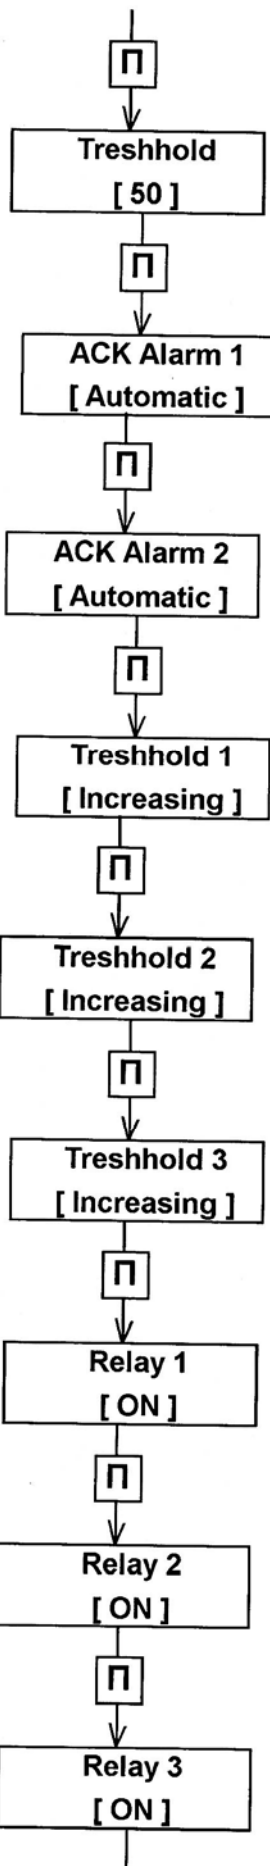 П
Treshhold
[ 50 ]
П
ACK Alarm 1
[ Automatic ]
П
ACK Alarm 2
[ Automatic ]
П
Treshhold 1
[ Increasing ]
П
Treshhold 2
[ Increasing ]
П
Treshhold 3
[ Increasing ]
П
Relay 1
[ ON ]
П
Relay 2
[ ON ]
П
Relay 3
[ ON ]